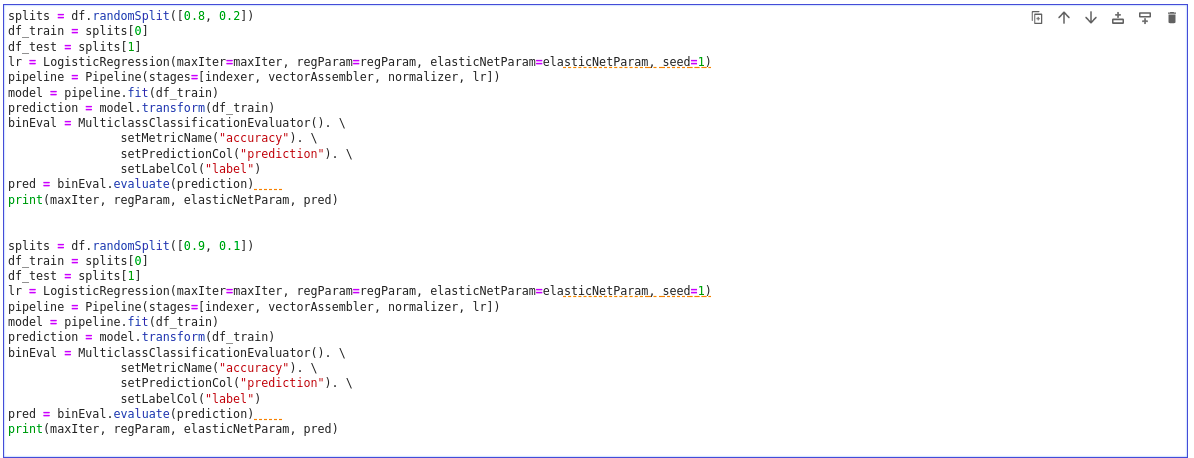 splits = df.randomSplit([0.8, 0.2])
df_train = splits[0]
df_test = splits[1]
lr = LogisticRegression(maxIter=maxIter, regParam=regParam, elasticNetParam=elasticNetParam, seed=1)
pipeline = Pipeline(stages=[indexer, vectorAssembler, normalizer, lr])
model = pipeline.fit(df_train)
prediction = model.transform(df_train)
binEval = MulticlassClassificationEvaluator(). \
                setMetricName("accuracy"). \
                setPredictionCol("prediction"). \
                setLabelCol("label")
pred = binEval.evaluate(prediction)
print(maxIter, regParam, elasticNetParam, pred)


splits = df.randomSplit([0.9, 0.1])
df_train = splits[0]
df_test = splits[1]
lr = LogisticRegression(maxIter=maxIter, regParam=regParam, elasticNetParam=elasticNetParam, seed=1)
pipeline = Pipeline(stages=[indexer, vectorAssembler, normalizer, lr])
model = pipeline.fit(df_train)
prediction = model.transform(df_train)
binEval = MulticlassClassificationEvaluator(). \
                setMetricName("accuracy"). \
                setPredictionCol("prediction"). \
                setLabelCol("label")
pred = binEval.evaluate(prediction)
print(maxIter, regParam, elasticNetParam, pred)